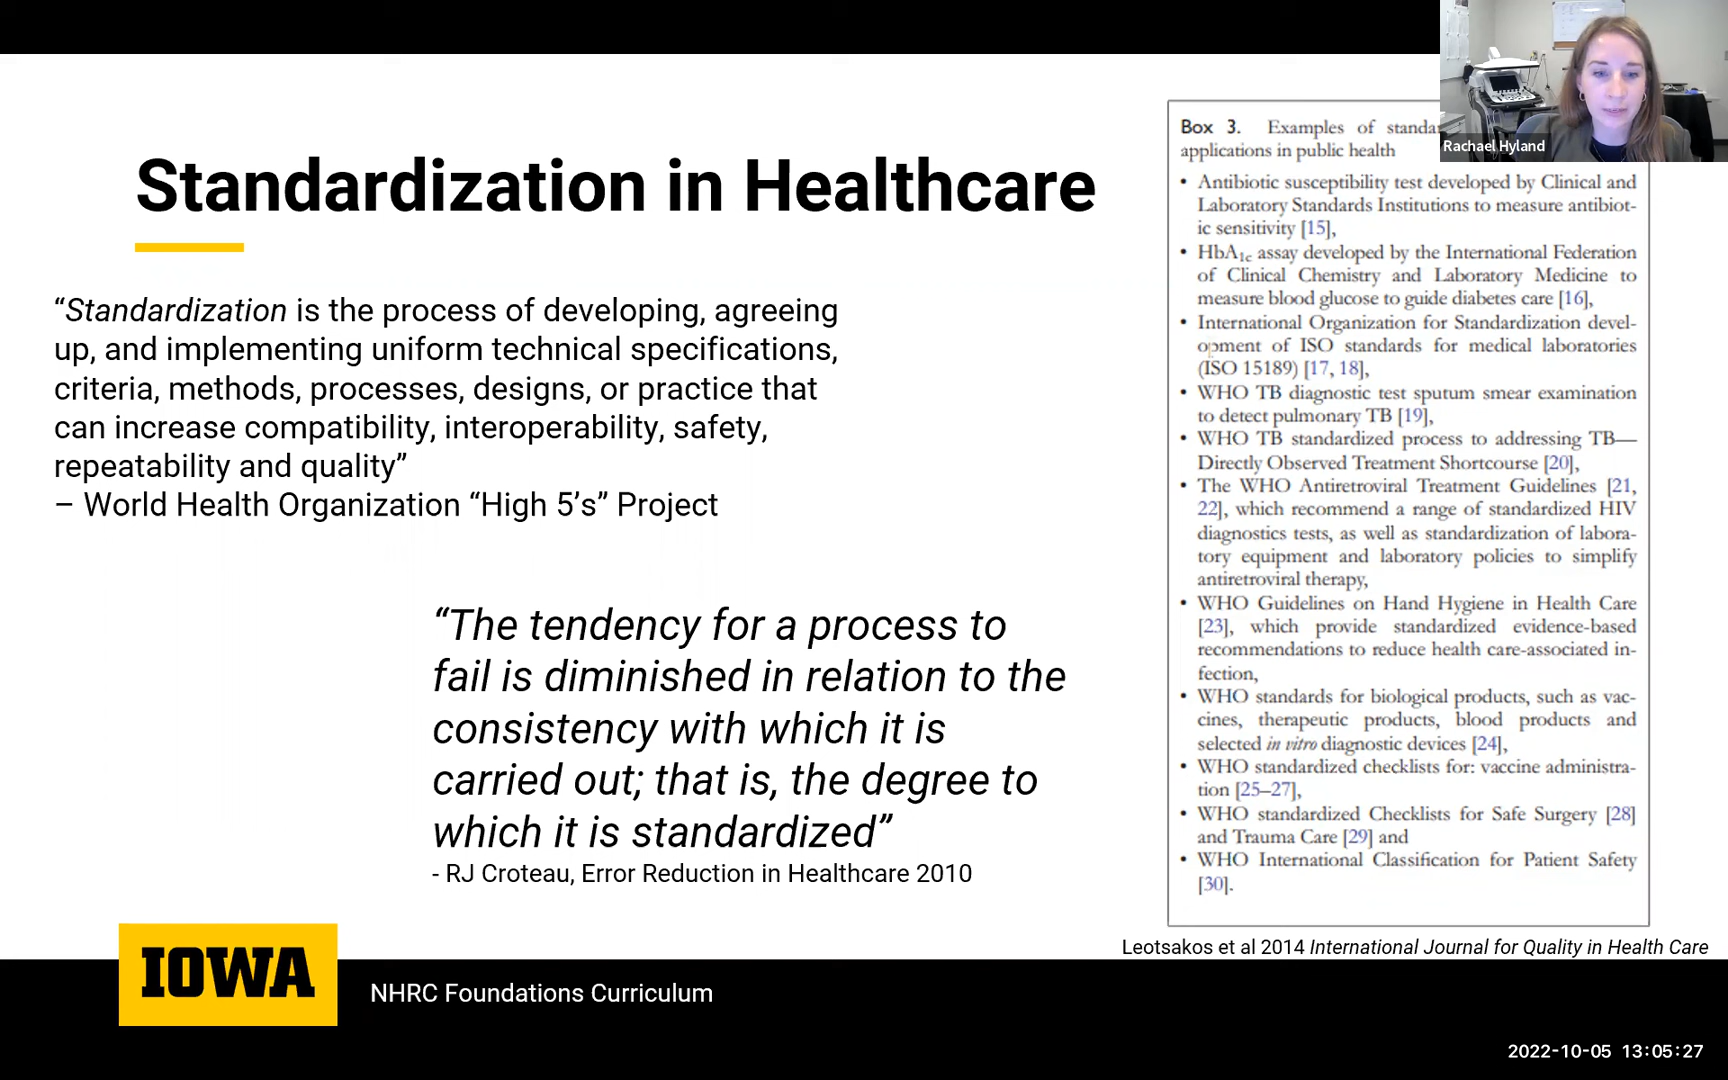 Standardization in Healthcare
“Standardization is the process of developing, agreeing
up, and implementing uniform technical specifications,
criteria, methods, processes, designs, or practice that
can increase compatibility, interoperability, safety,
repeatability and quality”
– World Health Organization “High 5’s” Project
“The tendency for a process to
fail is diminished in relation to the
consistency with which it is
carried out; that is, the degree to
which it is standardized”
- RJ Croteau, Error Reduction in Healthcare 2010
Rachael Hyland
Box 3. Examples of
applications in public health
• Antibiotic susceptibility test developed by Clinical and
Laboratory Standards Institutions to measure antibiot-
ic sensitivity [15],
• HbA1c assay developed by the International Federation
of Clinical Chemistry and Laboratory Medicine to
measure blood glucose to guide diabetes care [16],
• International Organization for Standardization devel-
opment of ISO standards for medical laboratories
(ISO 15189) [17, 18],
• WHO TB diagnostic test sputum smear examination
to detect pulmonary TB [19],
• WHO TB standardized process to addressing TB—
Directly Observed Treatment Shortcourse [20],
• The WHO Antiretroviral Treatment Guidelines [21,
22], which recommend a range of standardized HIV
diagnostics tests, as well as standardization of labora-
tory equipment and laboratory policies to simplify
antiretroviral therapy,
• WHO Guidelines on Hand Hygiene in Health Care
[23], which provide standardized evidence-based
recommendations to reduce health care-associated in-
fection,
• WHO standards for biological products, such as vac-
cines, therapeutic products, blood products and
selected in vitro diagnostic devices [24],
• WHO standardized checklists for: vaccine administra-
tion [25–27],
• WHO standardized Checklists for Safe Surgery [28]
and Trauma Care [29] and
• WHO International Classification for Patient Safety
[30].
Leotsakos et al 2014 International Journal for Quality in Health Care
IOWA
NHRC Foundations Curriculum
2022-10-05 13:05:27